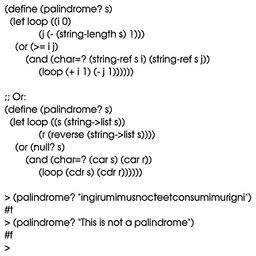 (define (palindrome? s)
(let loop ((i 0)
(j (- (string-length s) 1)))
(or (>= i j)
(and (char=? (string-ref s i) (string-ref s j))
(loop (+ i 1) (- j 1))))))
;; Or:
(define (palindrome? s)
(let loop ((s (string->list s))
(r (reverse (string->list s))))
(or (null? s)
(and (char=? (car s) (car r))
(loop (cdr s) (cdr r))))))
> (palindrome? "ingirumimusnocteetconsumimurigni")
#t
> (palindrome? "This is not a palindrome")
#f
>